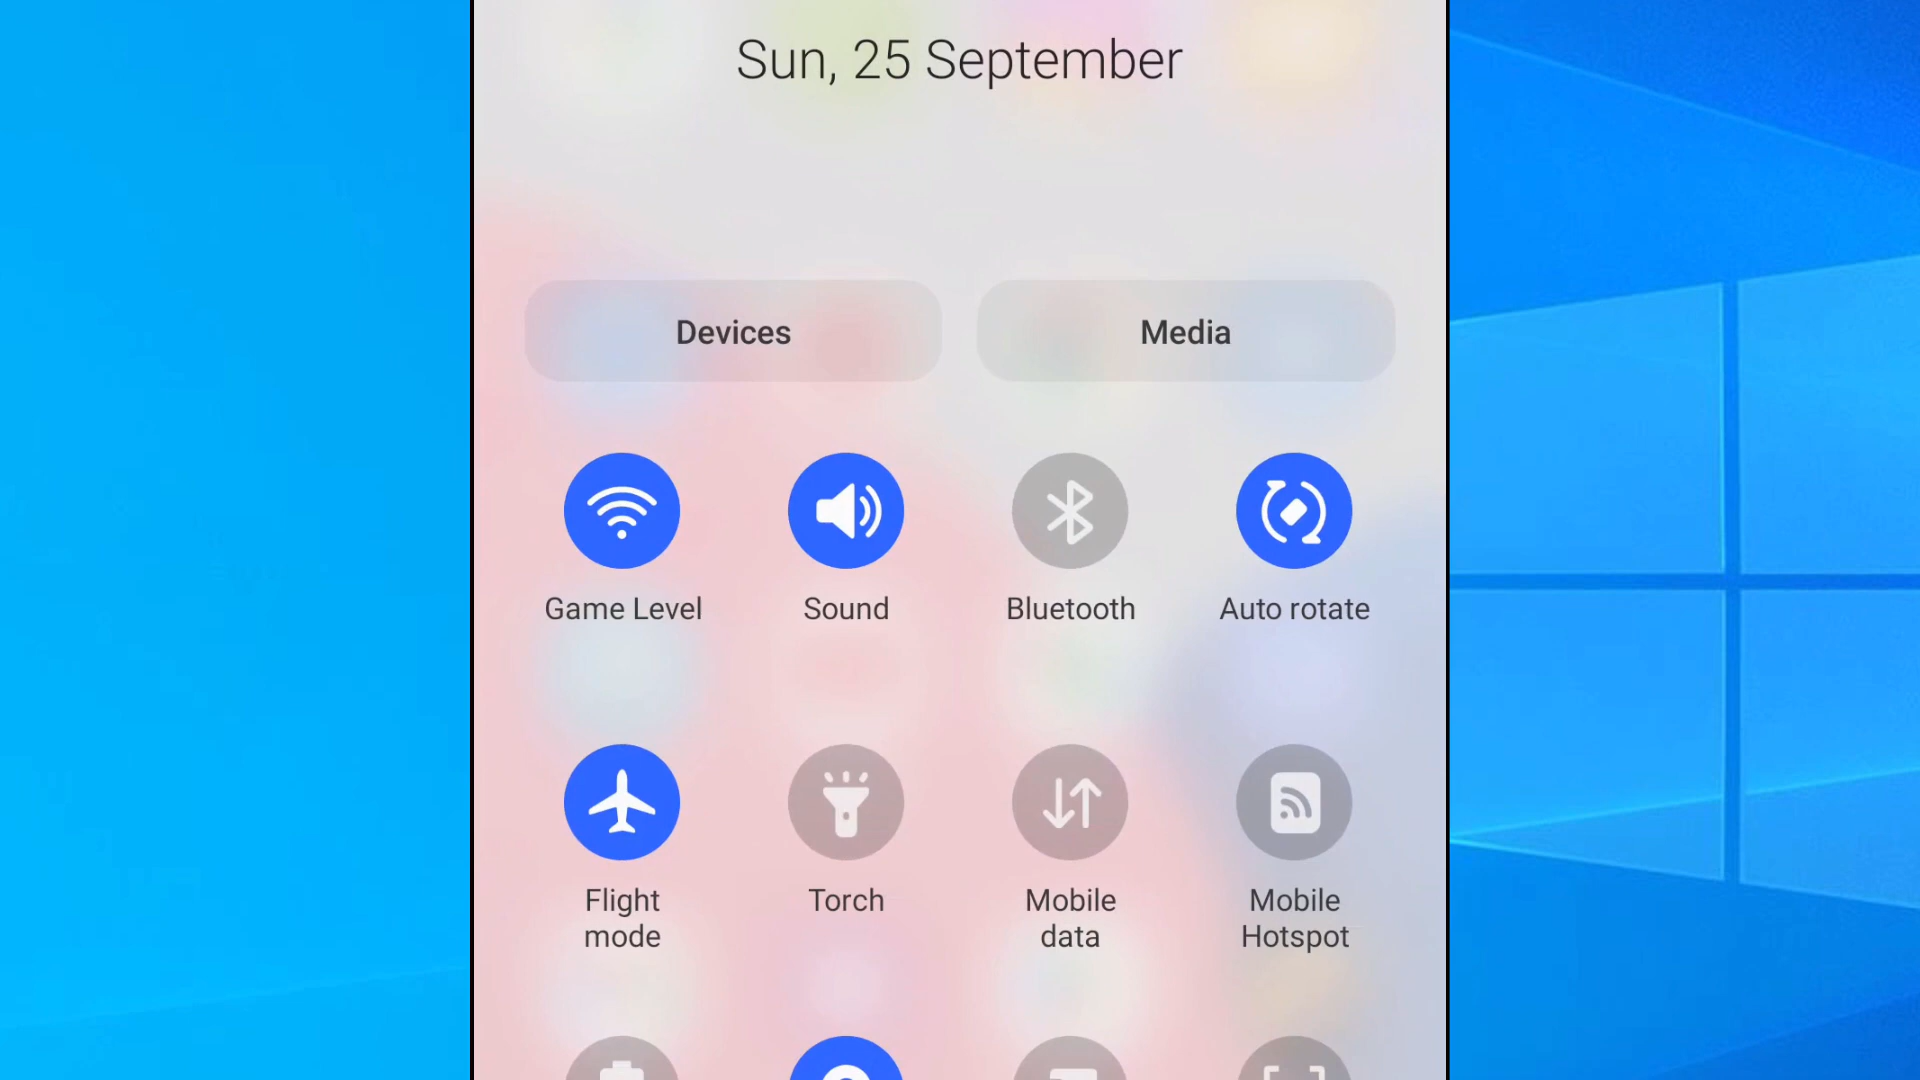 Sun, 25 September
Devices
Media
Game Level
Sound
Bluetooth
Auto rotate
Flight
mode
Torch
Mobile
data
Mobile
Hotspot